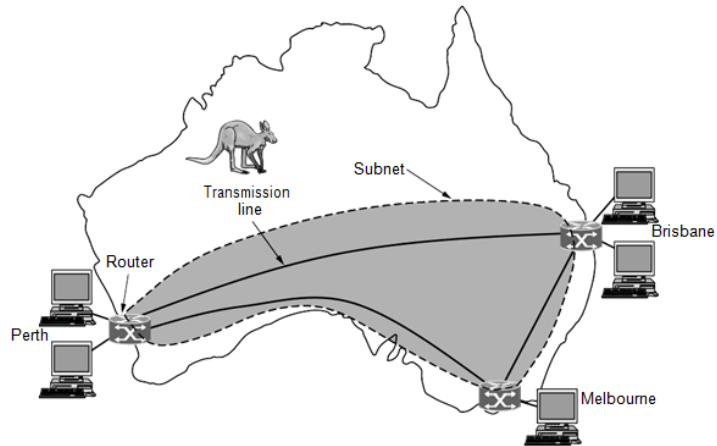 Subnet
Transmission
line
Brisbane
Router
Perth
Melbourne